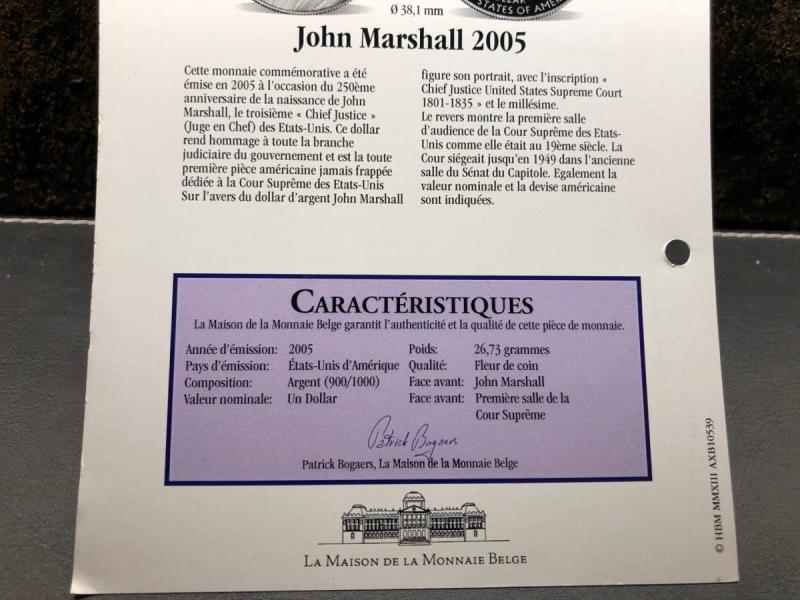 Ø 38,1 mm
STATES OF AME
John Marshall 2005
Cette monnaie commémorative a été
émise en 2005 à l'occasion du 250ème
anniversaire de la naissance de John
Marshall, le troisième « Chief Justice »
(Juge en Chef) des Etats-Unis. Ce dollar
rend hommage à toute la branche
judiciaire du gouvernement et est la toute
première pièce américaine jamais frappée
dédiée à la Cour Suprême des Etats-Unis
Sur l'avers du dollar d'argent John Marshall
figure son portrait, avec l'inscription «
Chief Justice United States Supreme Court
1801-1835 » et le millésime.
Le revers montre la première salle
d'audience de la Cour Suprême des Etats-
Unis comme elle était au 19ème siècle. La
Cour siégeait jusqu'en 1949 dans l'ancienne
salle du Sénat du Capitole. Egalement la
valeur nominale et la devise américaine
sont indiquées.
CARACTÉRISTIQUES
La Maison de la Monnaie Belge garantit l'authenticité et la qualité de cette pièce de monnaie.
Année d'émission: 2005
Pays d'émission: États-Unis d'Amérique
Composition: Argent (900/1000)
Valeur nominale: Un Dollar
Poids: 26,73 grammes
Qualité: Fleur de coin
Face avant: John Marshall
Face avant: Première salle de la
Cour Suprême
Patrick Bogaers
Patrick Bogaers, La Maison de la Monnaie Belge
LA MAISON DE LA MONNAIE BELGE
© HBM MMXIII AXB10539